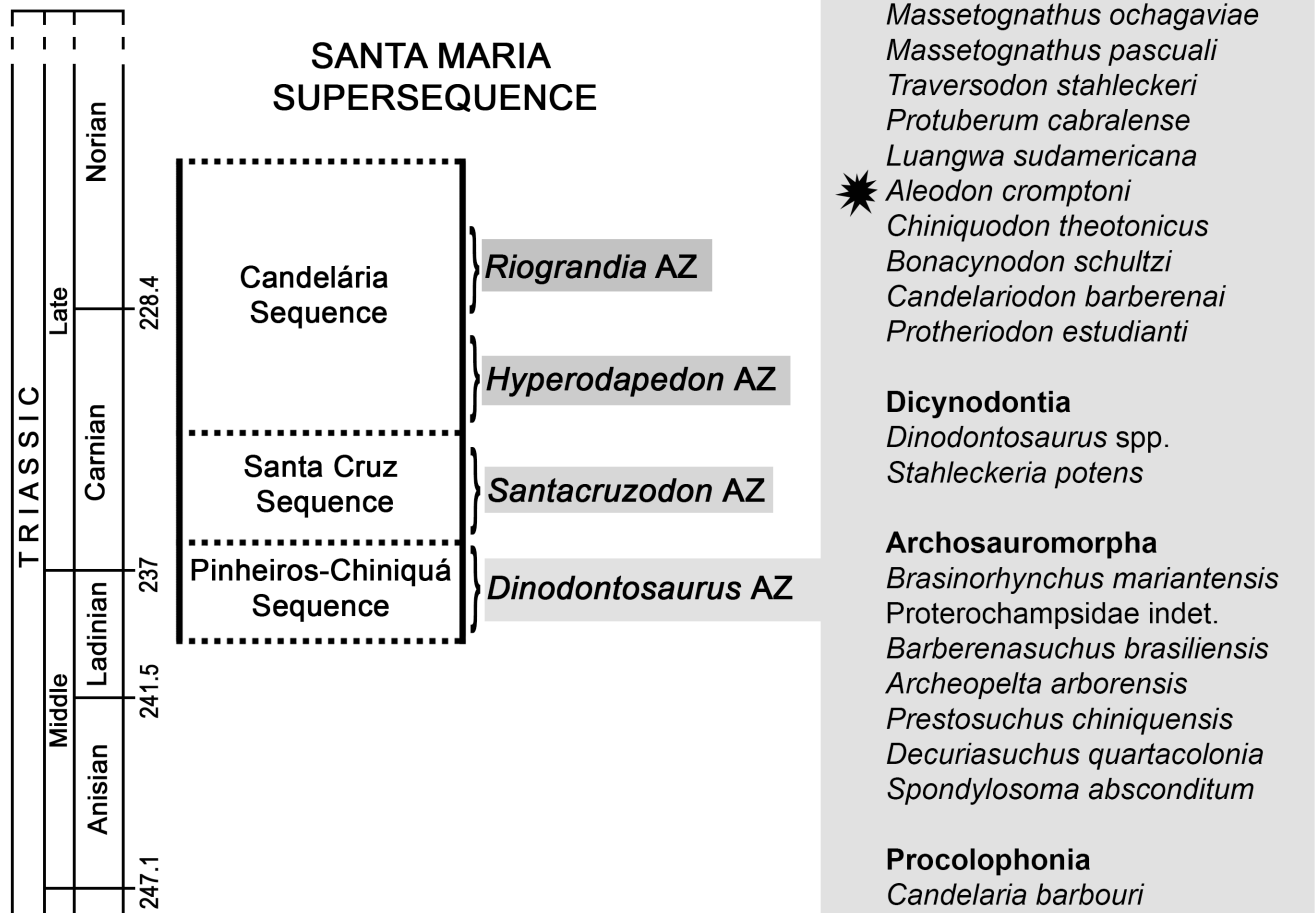 TRIASSIC
Late
Middle
Norian
Carnian
Ladinian
Anisian
228.4
237
241.5
247.1
SANTA MARIA
SUPERSEQUENCE
Candelária
Sequence
Santa Cruz
Sequence
Pinheiros-Chiniquá
Sequence
Riograndia AZ
Hyperodapedon AZ
Santacruzodon AZ
Dinodontosaurus AZ
Massetognathus ochagaviae
Massetognathus pascuali
Traversodon stahleckeri
Protuberum cabralense
Luangwa sudamericana
Aleodon cromptoni
Chiniquodon theotonicus
Bonacynodon schultzi
Candelariodon barberenai
Protheriodon estudianti
Dicynodontia
Dinodontosaurus spp.
Stahleckeria potens
Archosauromorpha
Brasinorhynchus mariantensis
Proterochampsidae indet.
Barberenasuchus brasiliensis
Archeopelta arborensis
Prestosuchus chiniquensis
Decuriasuchus quartacolonia
Spondylosoma absconditum
Procolophonia
Candelaria barbouri